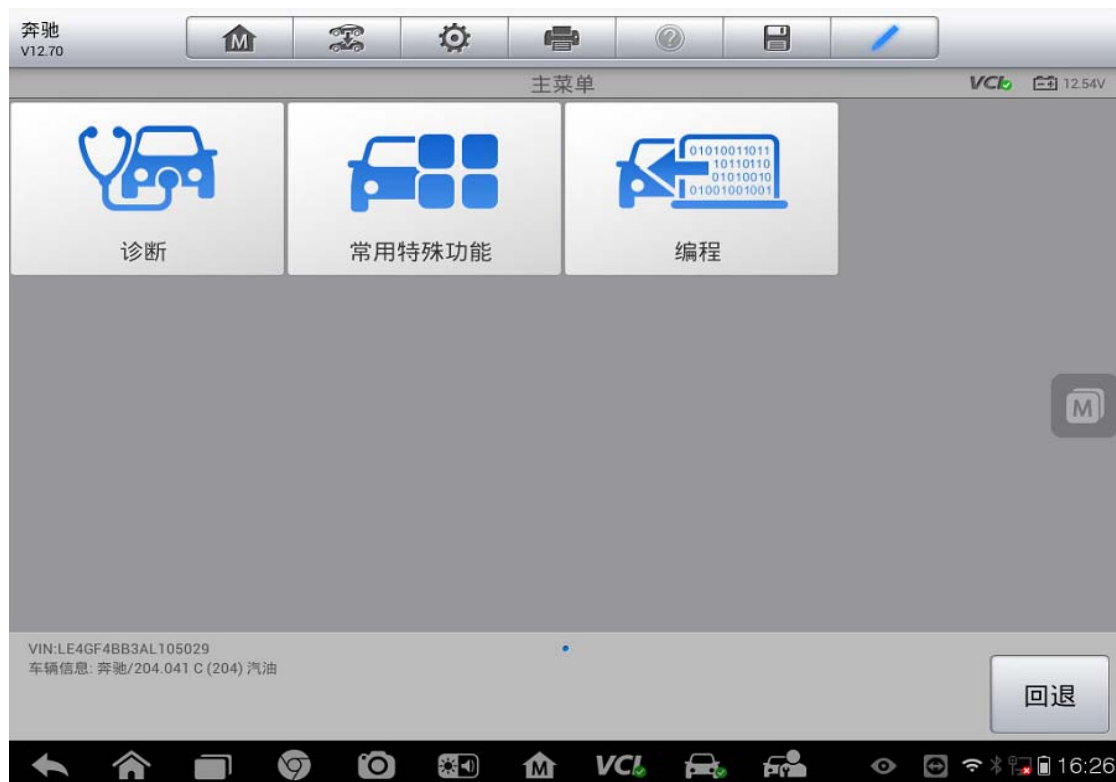 奔驰
V12.70
M
主菜单
VCI
12.54V
01010011011
10110110
01010010
01001001001
诊断
常用特殊功能
编程
M
VIN:LE4GF4BB3AL105029
车辆信息: 奔驰/204.041 C (204) 汽油
回退
M
VCI
16:26